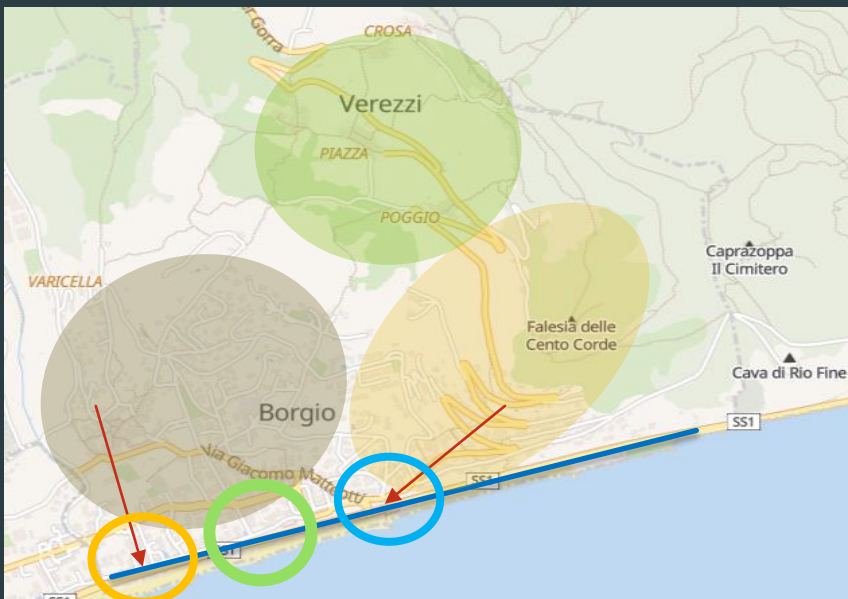 Gorra
CROSA
Verezzi
PIAZZA
POGGIO
Caprazoppa
Il Cimitero
VARICELLA
Falesia delle
Cento Corde
Cava di Rio Fine
Borgio
SS1
Via Giacomo Matteotti
SS1
SS1
SS1